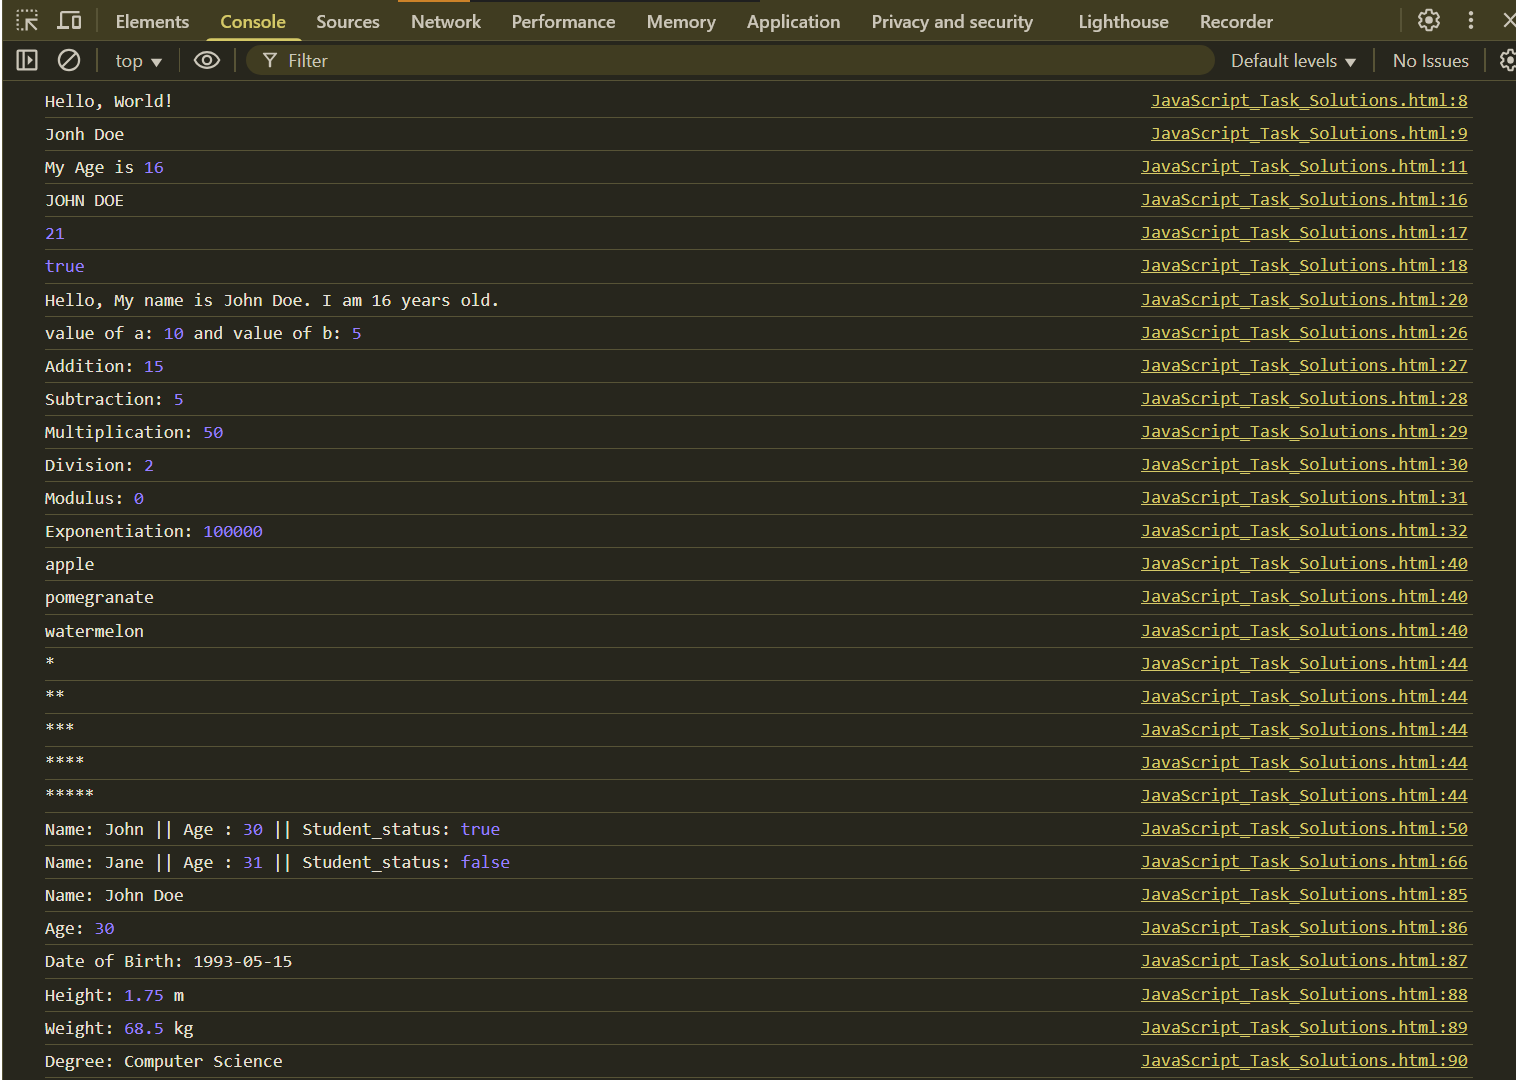 Elements Console Sources Network Performance Memory Application Privacy and security Lighthouse Recorder
top Filter Default levels No Issues
Hello, World! JavaScript_Task_Solutions.html:8
Jonh Doe JavaScript_Task_Solutions.html:9
My Age is 16 JavaScript_Task_Solutions.html:11
JOHN DOE JavaScript_Task_Solutions.html:16
21 JavaScript_Task_Solutions.html:17
true JavaScript_Task_Solutions.html:18
Hello, My name is John Doe. I am 16 years old. JavaScript_Task_Solutions.html:20
value of a: 10 and value of b: 5 JavaScript_Task_Solutions.html:26
Addition: 15 JavaScript_Task_Solutions.html:27
Subtraction: 5 JavaScript_Task_Solutions.html:28
Multiplication: 50 JavaScript_Task_Solutions.html:29
Division: 2 JavaScript_Task_Solutions.html:30
Modulus: 0 JavaScript_Task_Solutions.html:31
Exponentiation: 100000 JavaScript_Task_Solutions.html:32
apple JavaScript_Task_Solutions.html:40
pomegranate JavaScript_Task_Solutions.html:40
watermelon JavaScript_Task_Solutions.html:40
* JavaScript_Task_Solutions.html:44
** JavaScript_Task_Solutions.html:44
*** JavaScript_Task_Solutions.html:44
**** JavaScript_Task_Solutions.html:44
***** JavaScript_Task_Solutions.html:44
Name: John || Age : 30 || Student_status: true JavaScript_Task_Solutions.html:50
Name: Jane || Age : 31 || Student_status: false JavaScript_Task_Solutions.html:66
Name: John Doe JavaScript_Task_Solutions.html:85
Age: 30 JavaScript_Task_Solutions.html:86
Date of Birth: 1993-05-15 JavaScript_Task_Solutions.html:87
Height: 1.75 m JavaScript_Task_Solutions.html:88
Weight: 68.5 kg JavaScript_Task_Solutions.html:89
Degree: Computer Science JavaScript_Task_Solutions.html:90